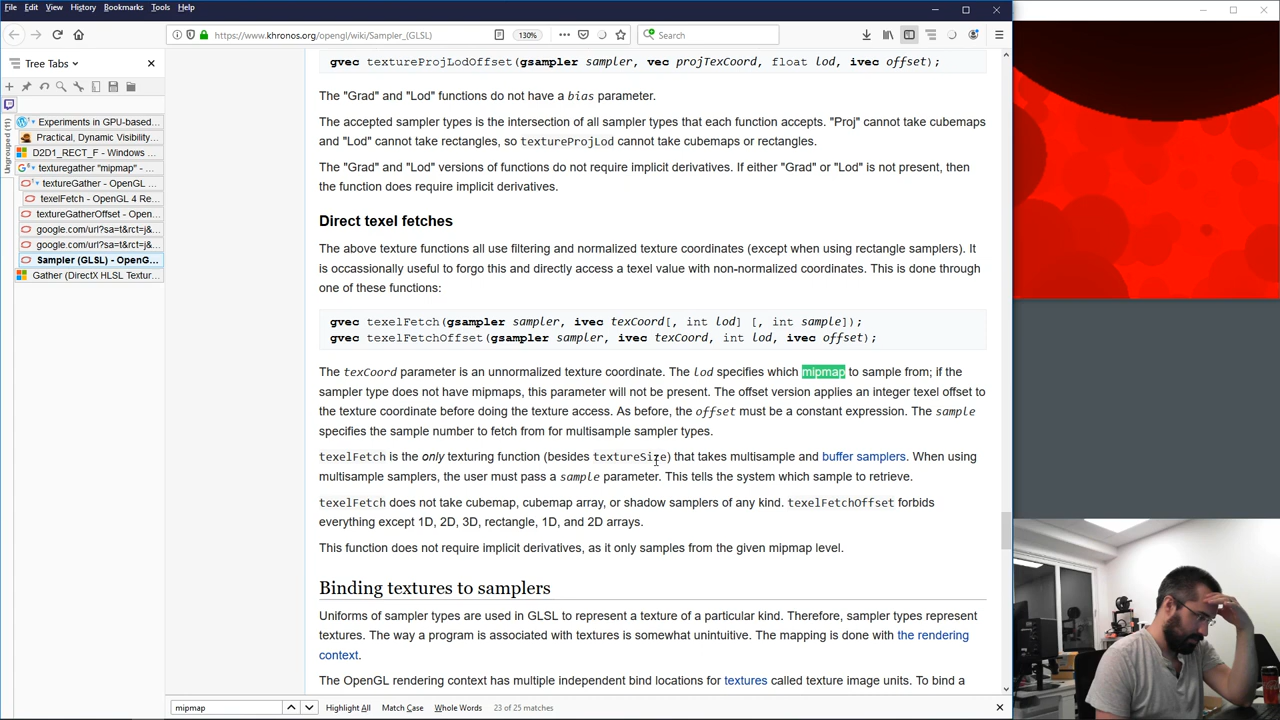 File Edit View History Bookmarks Tools Help
https://www.khronos.org/opengl/wiki/Sampler_(GLSL)
130%
Search
Tree Tabs
Ungrouped (11)
Experiments in GPU-based...
Practical, Dynamic Visibility...
D2D1_RECT_F - Windows ...
texturegather "mipmap" - ...
textureGather - OpenGL ...
texelFetch - OpenGL 4 Re...
textureGatherOffset - Open...
google.com/url?sa=t&rct=j&...
google.com/url?sa=t&rct=j&...
Sampler (GLSL) - OpenG...
Gather (DirectX HLSL Textur...
gvec textureProjLodOffset(gsampler sampler, vec projTexCoord, float lod, ivec offset);
The "Grad" and "Lod" functions do not have a bias parameter.
The accepted sampler types is the intersection of all sampler types that each function accepts. "Proj" cannot take cubemaps
and "Lod" cannot take rectangles, so textureProjLod cannot take cubemaps or rectangles.
The "Grad" and "Lod" versions of functions do not require implicit derivatives. If either "Grad" or "Lod" is not present, then
the function does require implicit derivatives.
Direct texel fetches
The above texture functions all use filtering and normalized texture coordinates (except when using rectangle samplers). It
is occassionally useful to forgo this and directly access a texel value with non-normalized coordinates. This is done through
one of these functions:
gvec texelFetch(gsampler sampler, ivec texCoord[, int lod] [, int sample]);
gvec texelFetchOffset(gsampler sampler, ivec texCoord, int lod, ivec offset);
The texCoord parameter is an unnormalized texture coordinate. The lod specifies which mipmap to sample from; if the
sampler type does not have mipmaps, this parameter will not be present. The offset version applies an integer texel offset to
the texture coordinate before doing the texture access. As before, the offset must be a constant expression. The sample
specifies the sample number to fetch from for multisample sampler types.
texelFetch is the only texturing function (besides textureSize) that takes multisample and buffer samplers. When using
multisample samplers, the user must pass a sample parameter. This tells the system which sample to retrieve.
texelFetch does not take cubemap, cubemap array, or shadow samplers of any kind. texelFetchOffset forbids
everything except 1D, 2D, 3D, rectangle, 1D, and 2D arrays.
This function does not require implicit derivatives, as it only samples from the given mipmap level.
Binding textures to samplers
Uniforms of sampler types are used in GLSL to represent a texture of a particular kind. Therefore, sampler types represent
textures. The way a program is associated with textures is somewhat unintuitive. The mapping is done with the rendering
context.
The OpenGL rendering context has multiple independent bind locations for textures called texture image units. To bind a
mipmap
Highlight All Match Case Whole Words 23 of 25 matches